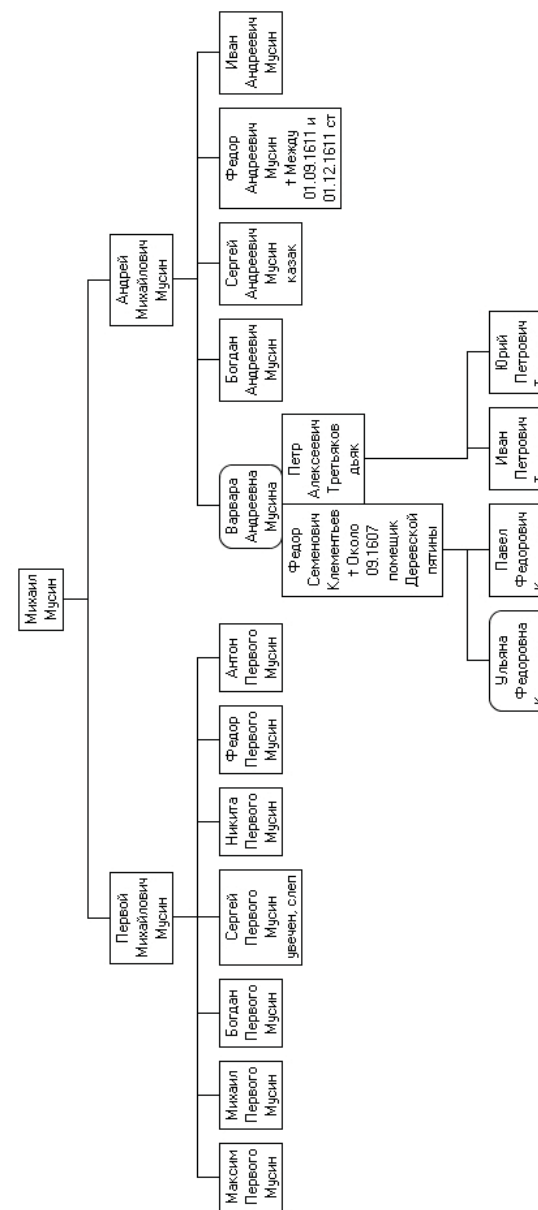 Михаил
Мусин
Первой
Михайлович
Мусин
Андрей
Михайлович
Мусин
Максим
Первого
Мусин
Михаил
Первого
Мусин
Богдан
Первого
Мусин
Сергей
Первого
Мусин
увечен, слеп
Никита
Первого
Мусин
Федор
Первого
Мусин
Антон
Первого
Мусин
Варвара
Андреевна
Мусина
Богдан
Андреевич
Мусин
Сергей
Андреевич
Мусин
казак
Федор
Андреевич
Мусин
† Между
01.09.1611 и
01.12.1611 ст
Иван
Андреевич
Мусин
Федор
Семенович
Клементьев
† Около
09.1607
помещик
Деревской
пятины
Петр
Алексеевич
Третьяков
дьяк
Ульяна
Федоровна
Павел
Федорович
Иван
Петрович
Юрий
Петрович